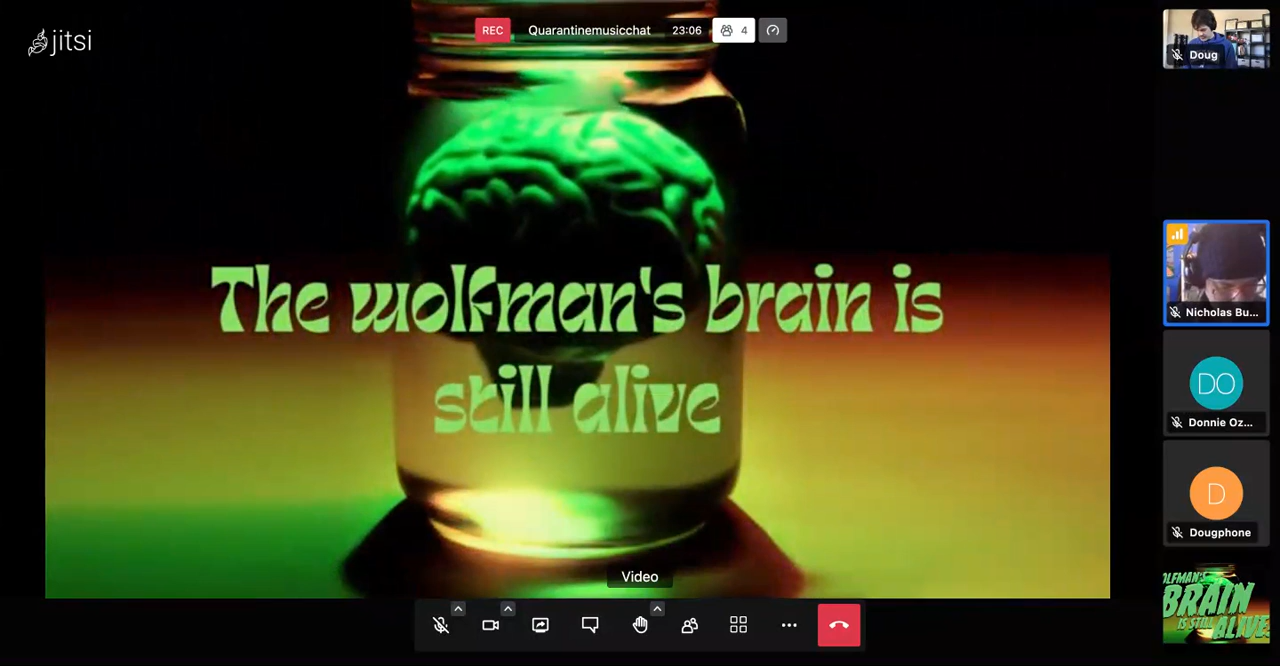 jitsi
REC Quarantinemusicchat 23:06 4
Doug
The wolfman's brain is
still alive
Nicholas Bu...
DO
Donnie Oz...
D
Dougphone
Video
WOLFMAN'S
BRAIN
IS STILL ALIVE